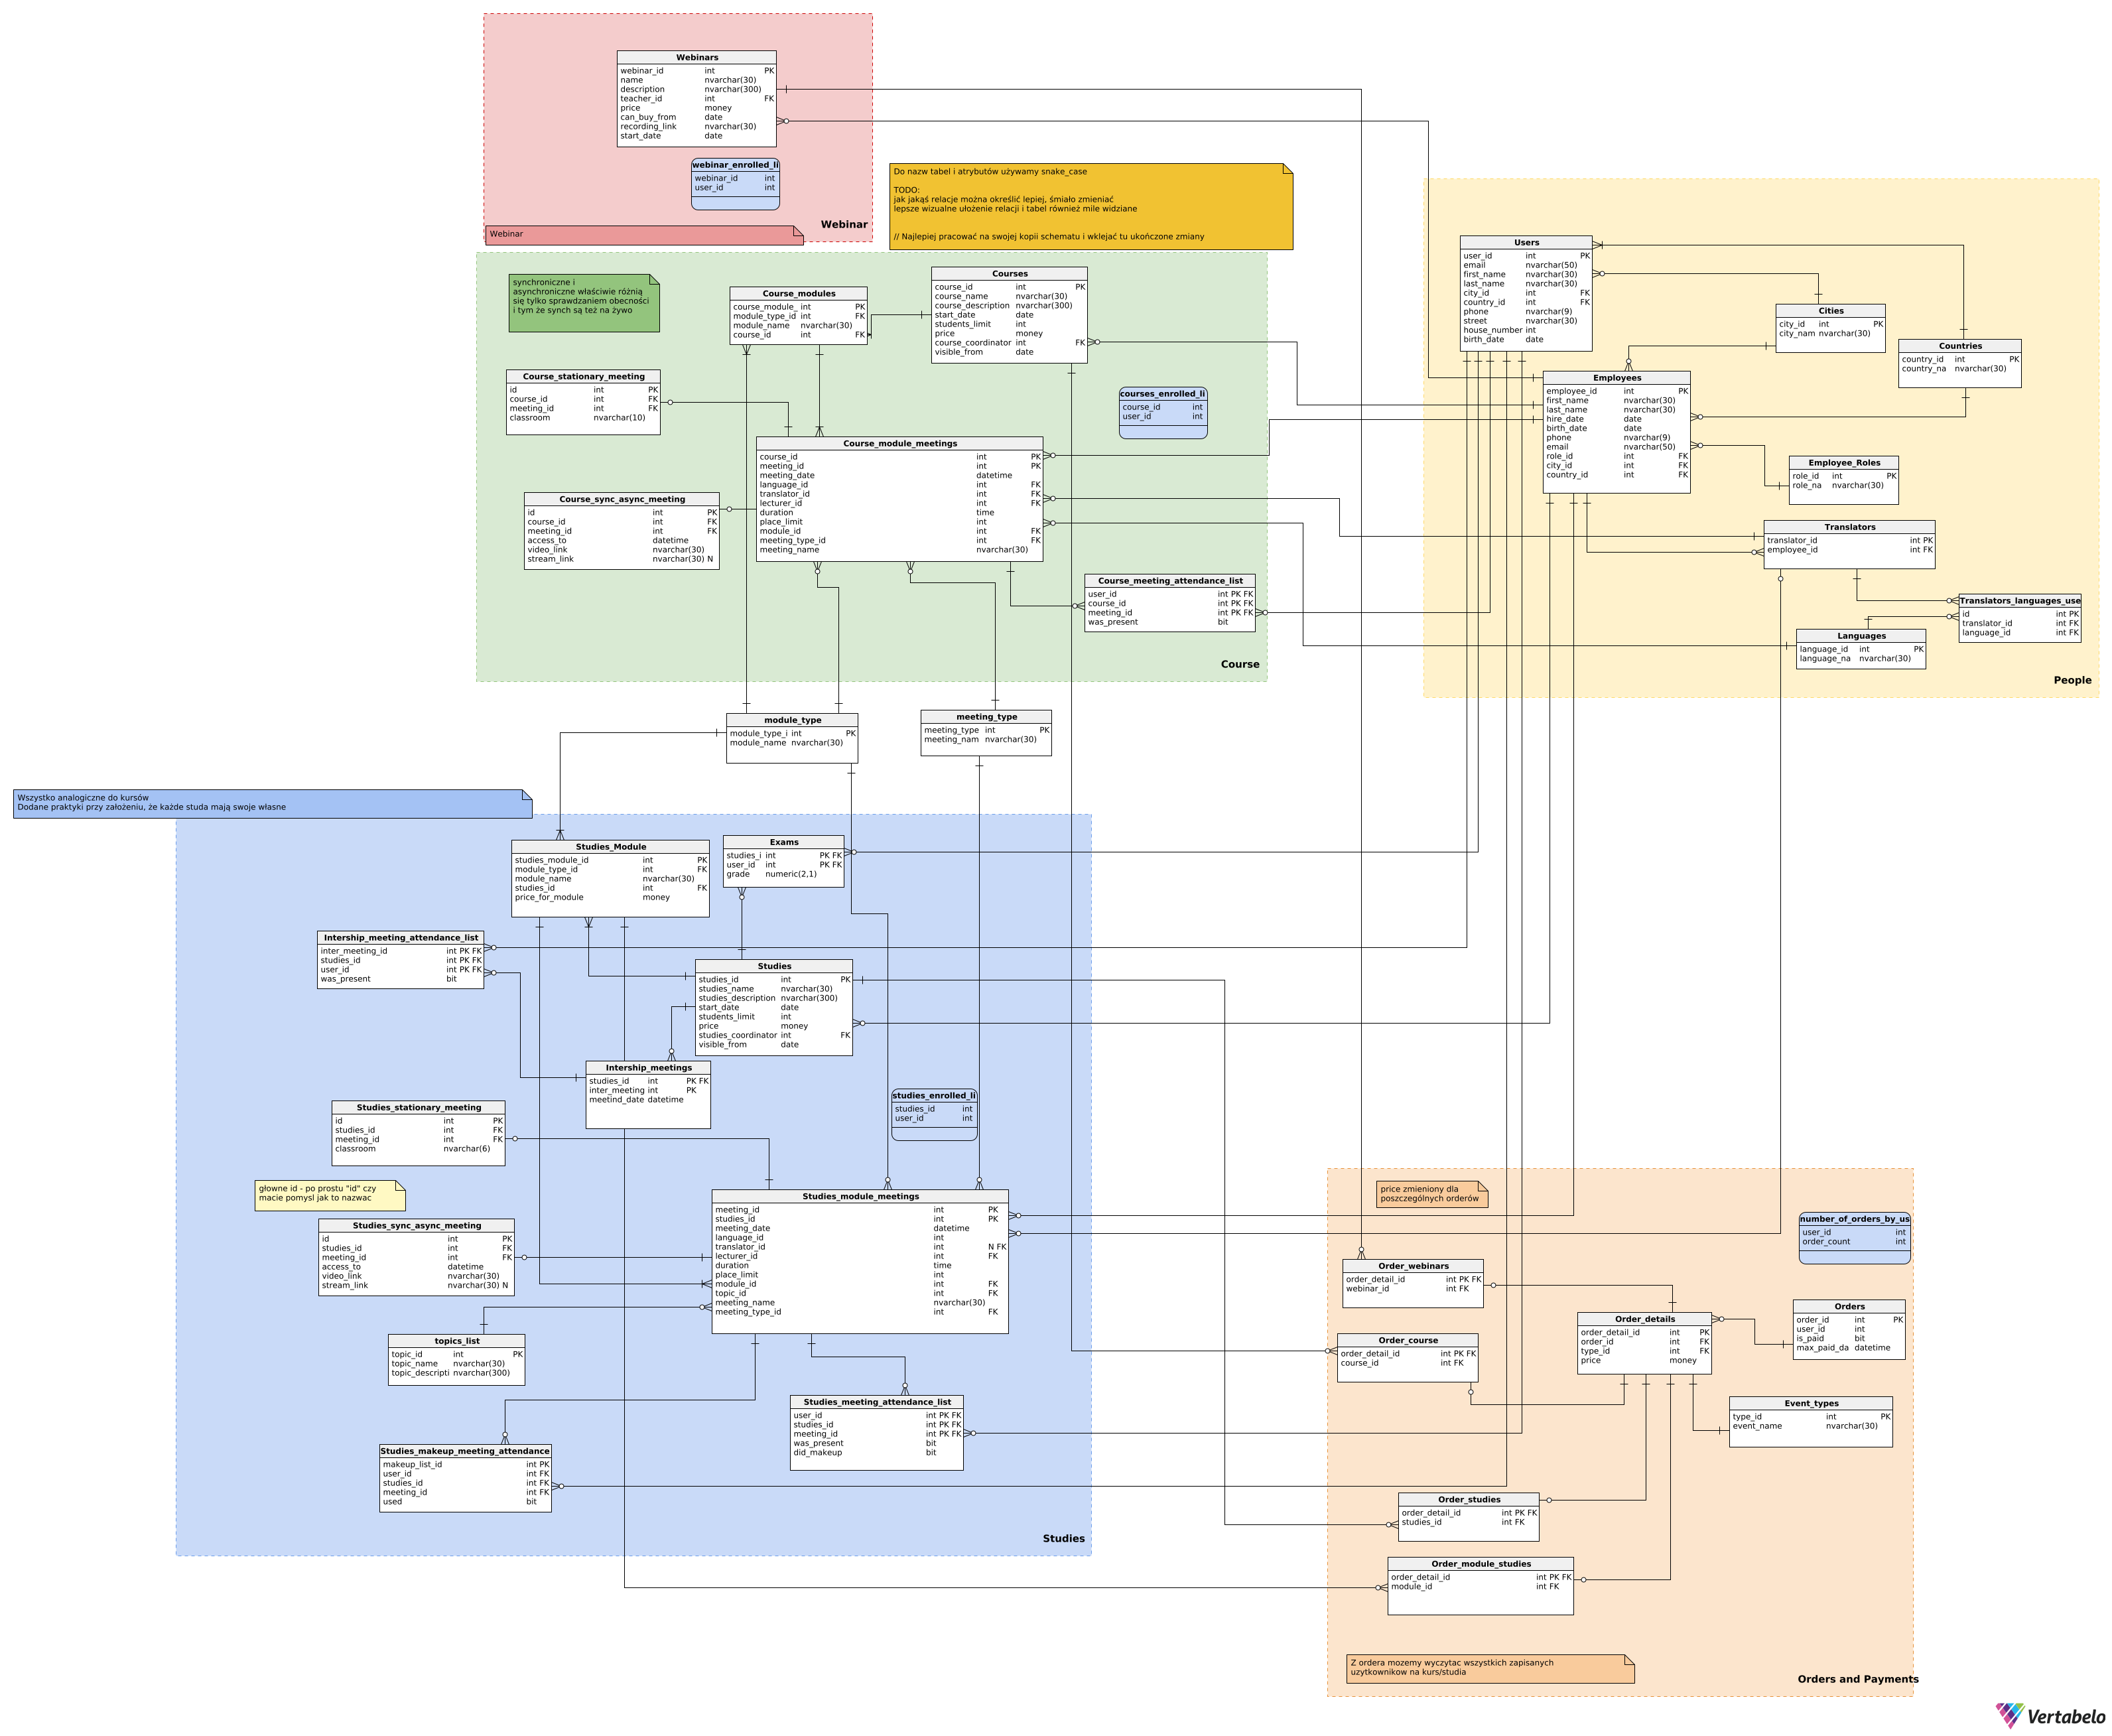 Webinars
webinar_id int PK
name nvarchar(30)
description nvarchar(300)
teacher_id int FK
price money
can_buy_from date
recording_link nvarchar(30)
start_date date
webinar_enrolled_li
webinar_id int
user_id int
Webinar
Webinar
Do nazw tabel i atrybutów używamy snake_case
TODO:
jak jakąś relacje można określić lepiej, śmiało zmieniać
lepsze wizualne ułożenie relacji i tabel również mile widziane
// Najlepiej pracować na swojej kopii schematu i wklejać tu ukończone zmiany
synchroniczne i
asynchroniczne właściwie różnią
się tylko sprawdzaniem obecności
i tym że synch są też na żywo
Course_modules
course_module_ int PK
module_type_id int FK
module_name nvarchar(30)
course_id int FK
Courses
course_id int PK
course_name nvarchar(30)
course_description nvarchar(300)
start_date date
students_limit int
price money
course_coordinator int FK
visible_from date
Course_stationary_meeting
id int PK
course_id int FK
meeting_id int FK
classroom nvarchar(10)
courses_enrolled_li
course_id int
user_id int
Course_module_meetings
course_id int PK
meeting_id int PK
meeting_date datetime
language_id int FK
translator_id int FK
lecturer_id int FK
duration time
place_limit int
module_id int FK
meeting_type_id int FK
meeting_name nvarchar(30)
Course_sync_async_meeting
id int PK
course_id int FK
meeting_id int FK
access_to datetime
video_link nvarchar(30)
stream_link nvarchar(30) N
Course_meeting_attendance_list
user_id int PK FK
course_id int PK FK
meeting_id int PK FK
was_present bit
Course
Users
user_id int PK
email nvarchar(50)
first_name nvarchar(30)
last_name nvarchar(30)
city_id int FK
country_id int FK
phone nvarchar(9)
street nvarchar(30)
house_number int
birth_date date
Cities
city_id int PK
city_nam nvarchar(30)
Countries
country_id int PK
country_na nvarchar(30)
Employees
employee_id int PK
first_name nvarchar(30)
last_name nvarchar(30)
hire_date date
birth_date date
phone nvarchar(9)
email nvarchar(50)
role_id int FK
city_id int FK
country_id int FK
Employee_Roles
role_id int PK
role_na nvarchar(30)
Translators
translator_id int PK
employee_id int FK
Translators_languages_use
id int PK
translator_id int FK
language_id int FK
Languages
language_id int PK
language_na nvarchar(30)
People
module_type
module_type_i int PK
module_name nvarchar(30)
meeting_type
meeting_type int PK
meeting_nam nvarchar(30)
Wszystko analogiczne do kursów
Dodane praktyki przy założeniu, że każde studa mają swoje własne
Studies_Module
studies_module_id int PK
module_type_id int FK
module_name nvarchar(30)
studies_id int FK
price_for_module money
Exams
studies_i int PK FK
user_id int PK FK
grade numeric(2,1)
Intership_meeting_attendance_list
inter_meeting_id int PK FK
studies_id int PK FK
user_id int PK FK
was_present bit
Studies
studies_id int PK
studies_name nvarchar(30)
studies_description nvarchar(300)
start_date date
students_limit int
price money
studies_coordinator int FK
visible_from date
Intership_meetings
studies_id int PK FK
inter_meeting int PK
meetind_date datetime
studies_enrolled_li
studies_id int
user_id int
Studies_stationary_meeting
id int PK
studies_id int FK
meeting_id int FK
classroom nvarchar(6)
głowne id - po prostu "id" czy
macie pomysl jak to nazwac
Studies_sync_async_meeting
id int PK
studies_id int FK
meeting_id int FK
access_to datetime
video_link nvarchar(30)
stream_link nvarchar(30) N
Studies_module_meetings
meeting_id int PK
studies_id int PK
meeting_date datetime
language_id int
translator_id int N FK
lecturer_id int FK
duration time
place_limit int
module_id int FK
topic_id int FK
meeting_name nvarchar(30)
meeting_type_id int FK
topics_list
topic_id int PK
topic_name nvarchar(30)
topic_descripti nvarchar(300)
Studies_meeting_attendance_list
user_id int PK FK
studies_id int PK FK
meeting_id int PK FK
was_present bit
did_makeup bit
Studies_makeup_meeting_attendance
makeup_list_id int PK
user_id int FK
studies_id int FK
meeting_id int FK
used bit
Studies
price zmieniony dla
poszczególnych orderów
number_of_orders_by_us
user_id int
order_count int
Order_webinars
order_detail_id int PK FK
webinar_id int FK
Order_course
order_detail_id int PK FK
course_id int FK
Order_details
order_detail_id int PK
order_id int FK
type_id int FK
price money
Orders
order_id int PK
user_id int
is_paid bit
max_paid_da datetime
Event_types
type_id int PK
event_name nvarchar(30)
Order_studies
order_detail_id int PK FK
studies_id int FK
Order_module_studies
order_detail_id int PK FK
module_id int FK
Z ordera mozemy wyczytac wszystkich zapisanych
uzytkownikow na kurs/studia
Orders and Payments
Vertabelo